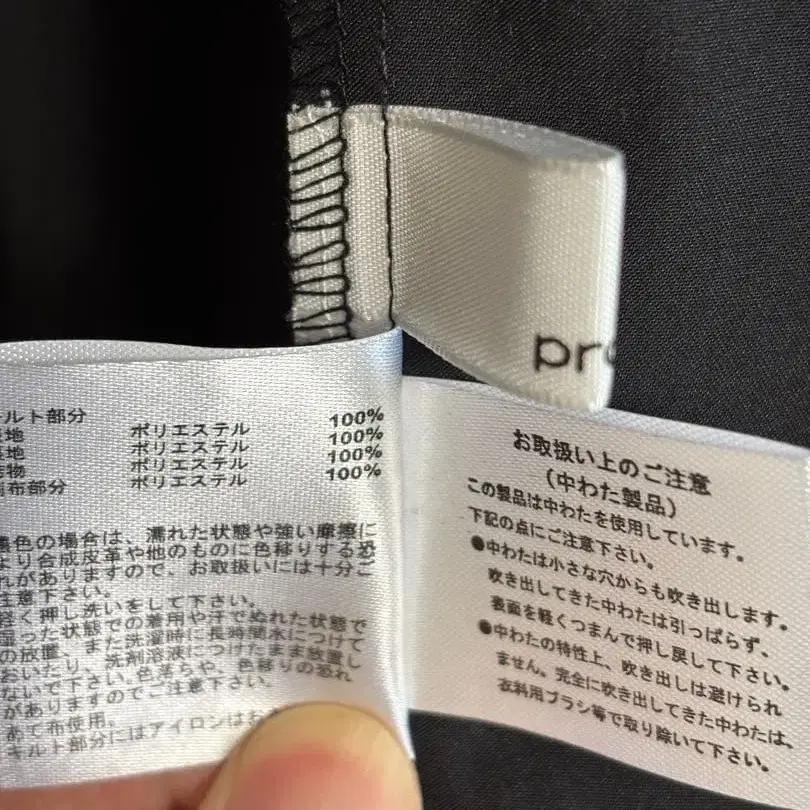 pr
ルト部分
地 ポリエステル 100%
地 ポリエステル 100%
物 ポリエステル 100%
布部分 ポリエステル 100%
色の場合は、濡れた状態や強い摩擦に
より合成皮革や他のものに色移りする恐
れがありますので、お取扱いには十分ご
注意下さい。
軽く押し洗いをして下さい。
湿った状態での着用や汗でぬれた状態で
の放置、また洗濯時に長時間水につけて
おいたり、洗剤溶液につけたまま放置し
ないで下さい。色落ちや、色移りの恐れ
がありますのでご注意下さい。
あて布使用。
キルト部分にはアイロンはお
お取扱い上のご注意
(中わた製品)
この製品は中わたを使用しています。
下記の点にご注意下さい。
●中わたは小さな穴からも吹き出します。
吹き出してきた中わたは引っぱらず、
表面を軽くつまんで押し戻して下さい。
●中わたの特性上、吹き出しは避けられ
ません。完全に吹き出してきた中わたは、
衣料用ブラシ等で取り除いて下さい。